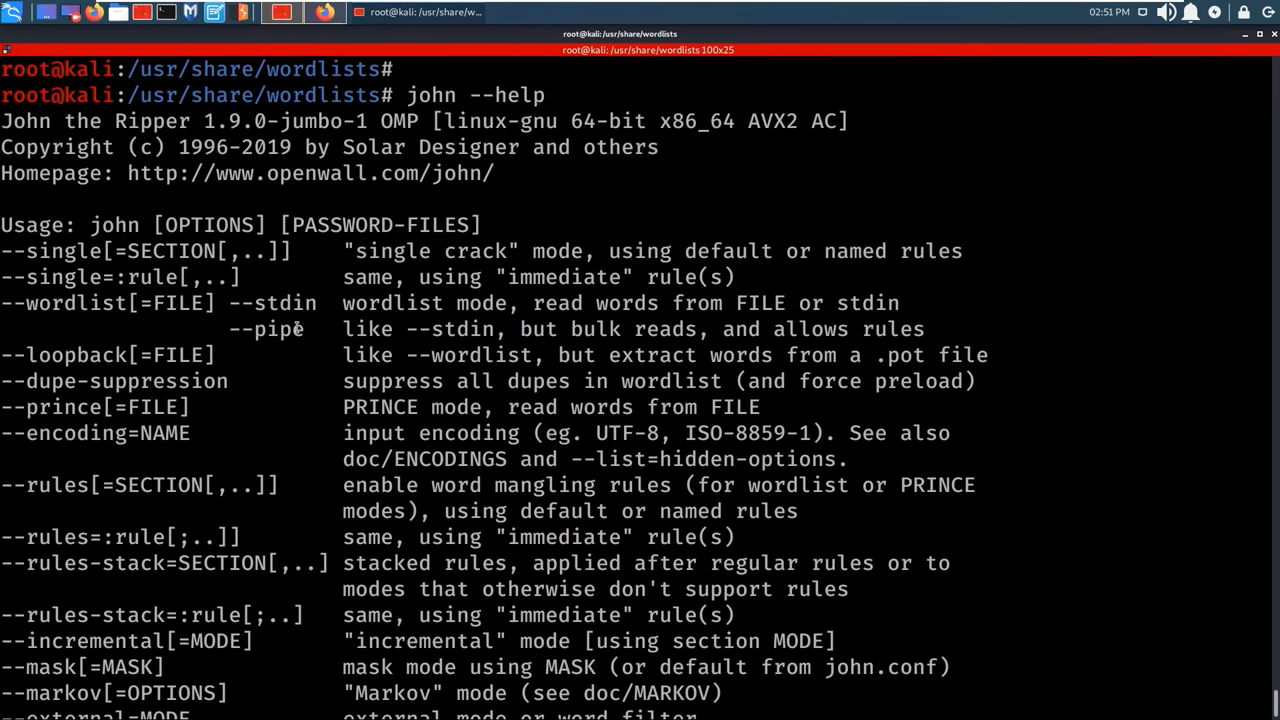 root@kali: /usr/share/w...
02:51 PM
root@kali: /usr/share/wordlists
root@kali: /usr/share/wordlists 100x25
root@kali:/usr/share/wordlists#
root@kali:/usr/share/wordlists# john --help
John the Ripper 1.9.0-jumbo-1 OMP [linux-gnu 64-bit x86_64 AVX2 AC]
Copyright (c) 1996-2019 by Solar Designer and others
Homepage: http://www.openwall.com/john/
Usage: john [OPTIONS] [PASSWORD-FILES]
--single[=SECTION[,..]]    "single crack" mode, using default or named rules
--single=:rule[,..]        same, using "immediate" rule(s)
--wordlist[=FILE] --stdin  wordlist mode, read words from FILE or stdin
                  --pipe   like --stdin, but bulk reads, and allows rules
--loopback[=FILE]          like --wordlist, but extract words from a .pot file
--dupe-suppression         suppress all dupes in wordlist (and force preload)
--prince[=FILE]            PRINCE mode, read words from FILE
--encoding=NAME            input encoding (eg. UTF-8, ISO-8859-1). See also
                           doc/ENCODINGS and --list=hidden-options.
--rules[=SECTION[,..]]     enable word mangling rules (for wordlist or PRINCE
                           modes), using default or named rules
--rules=:rule[;..]]        same, using "immediate" rule(s)
--rules-stack=SECTION[,..] stacked rules, applied after regular rules or to
                           modes that otherwise don't support rules
--rules-stack=:rule[;..]   same, using "immediate" rule(s)
--incremental[=MODE]       "incremental" mode [using section MODE]
--mask[=MASK]              mask mode using MASK (or default from john.conf)
--markov[=OPTIONS]         "Markov" mode (see doc/MARKOV)
--external=MODE            external mode or word filter